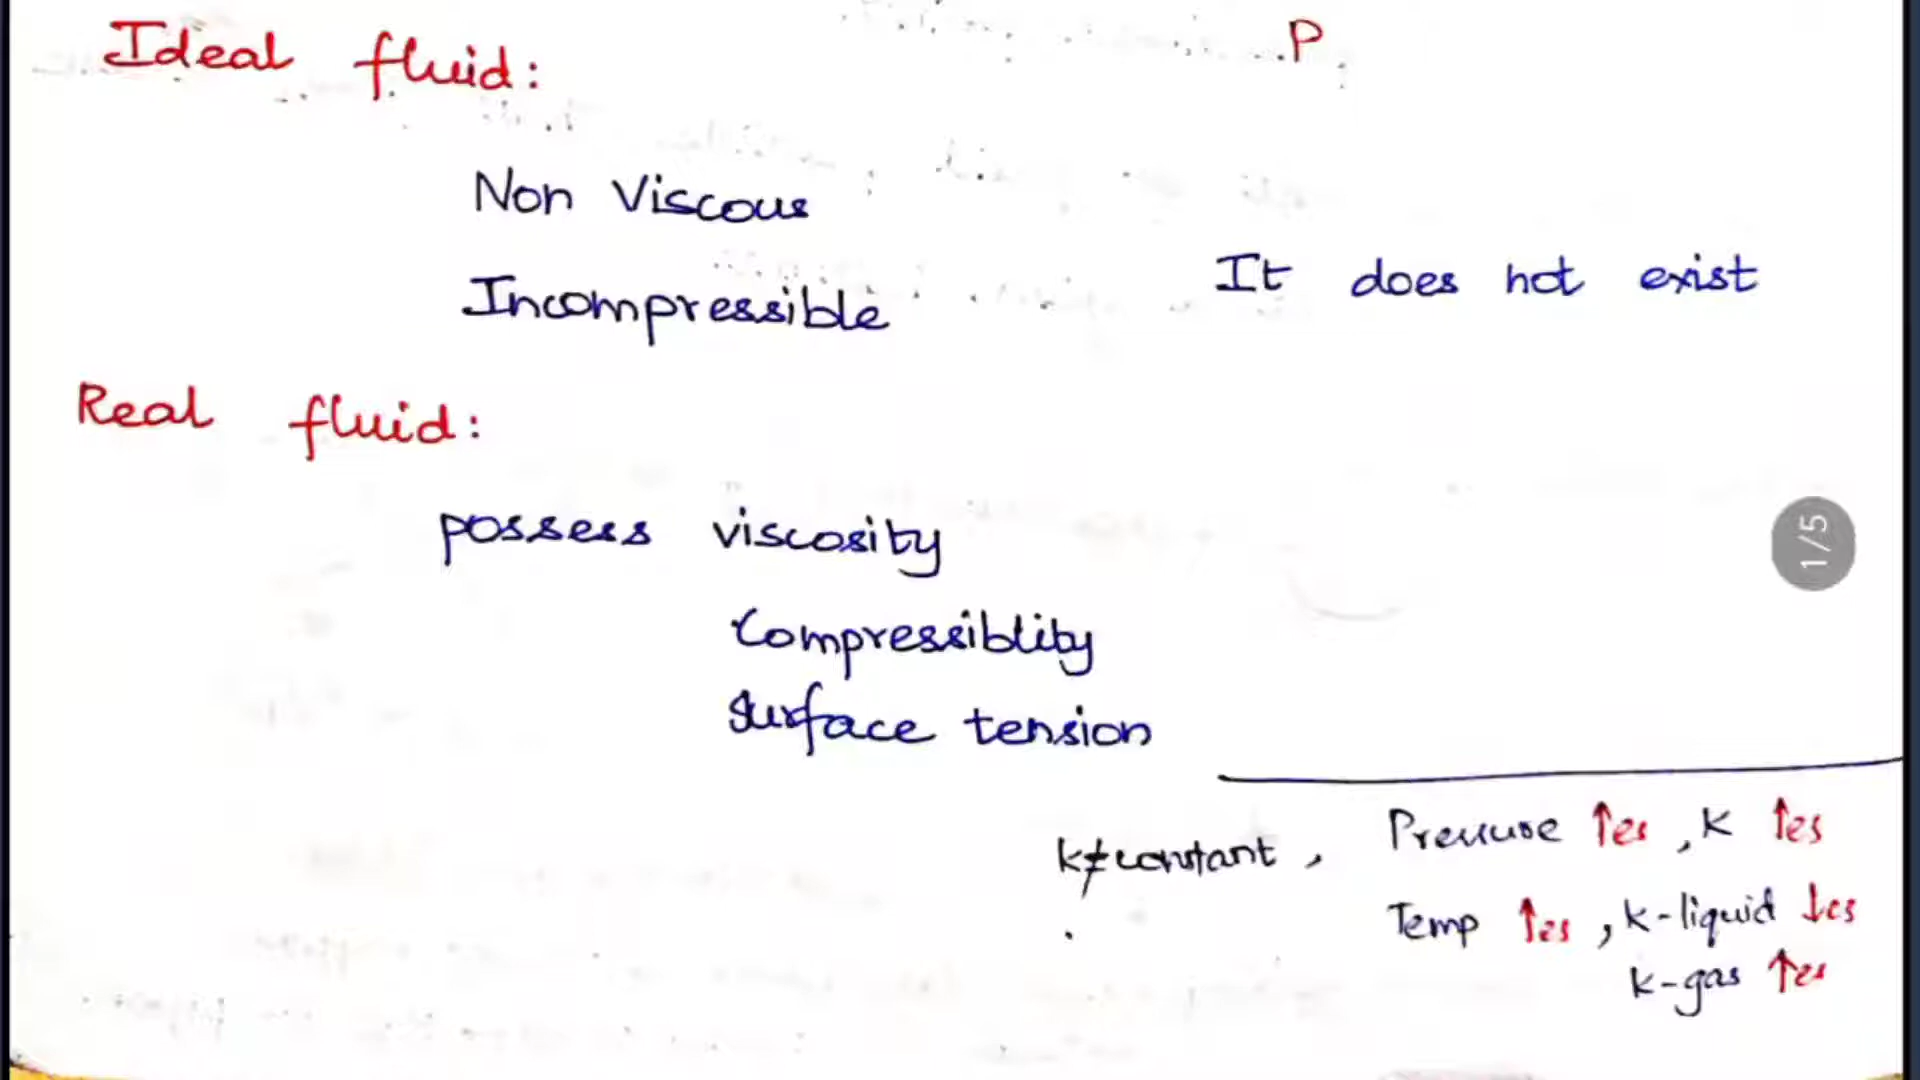 Ideal fluid:
P
Non Viscous
Incompressible
It does not exist
Real fluid:
possess viscosity
Compressiblity
Surface tension
1/5
k≠constant ,
Pressure ↑es , K ↑es
Temp ↑es , k-liquid ↓es
k-gas ↑es